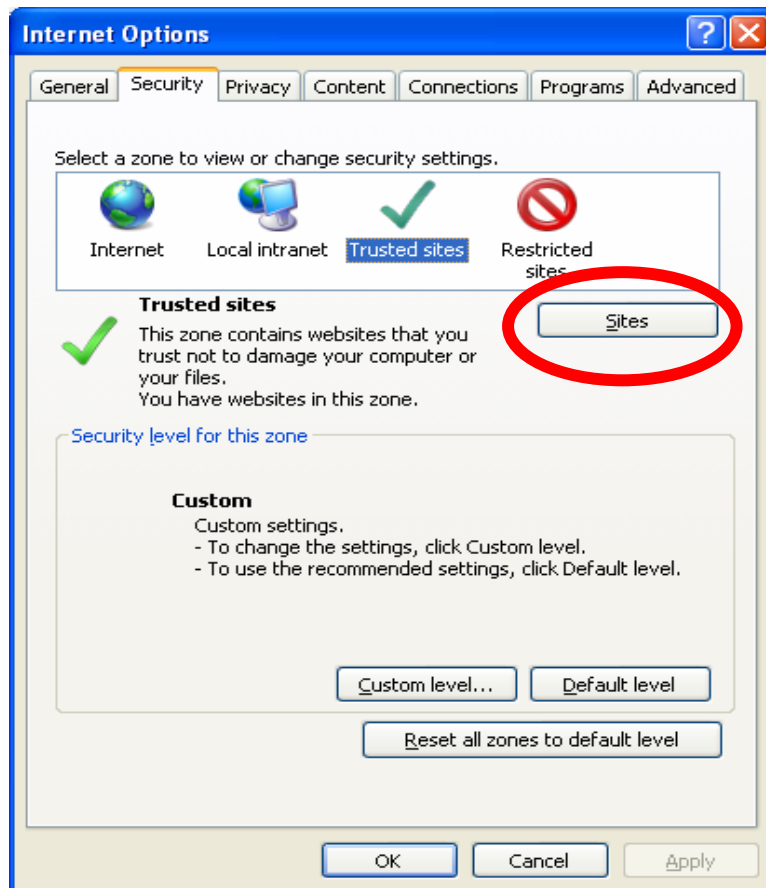 Internet Options
General Security Privacy Content Connections Programs Advanced
Select a zone to view or change security settings.
Internet Local intranet Trusted sites Restricted
sites
Trusted sites
Sites
This zone contains websites that you
trust not to damage your computer or
your files.
You have websites in this zone.
Security level for this zone
Custom
Custom settings.
- To change the settings, click Custom level.
- To use the recommended settings, click Default level.
Custom level... Default level
Reset all zones to default level
OK Cancel Apply